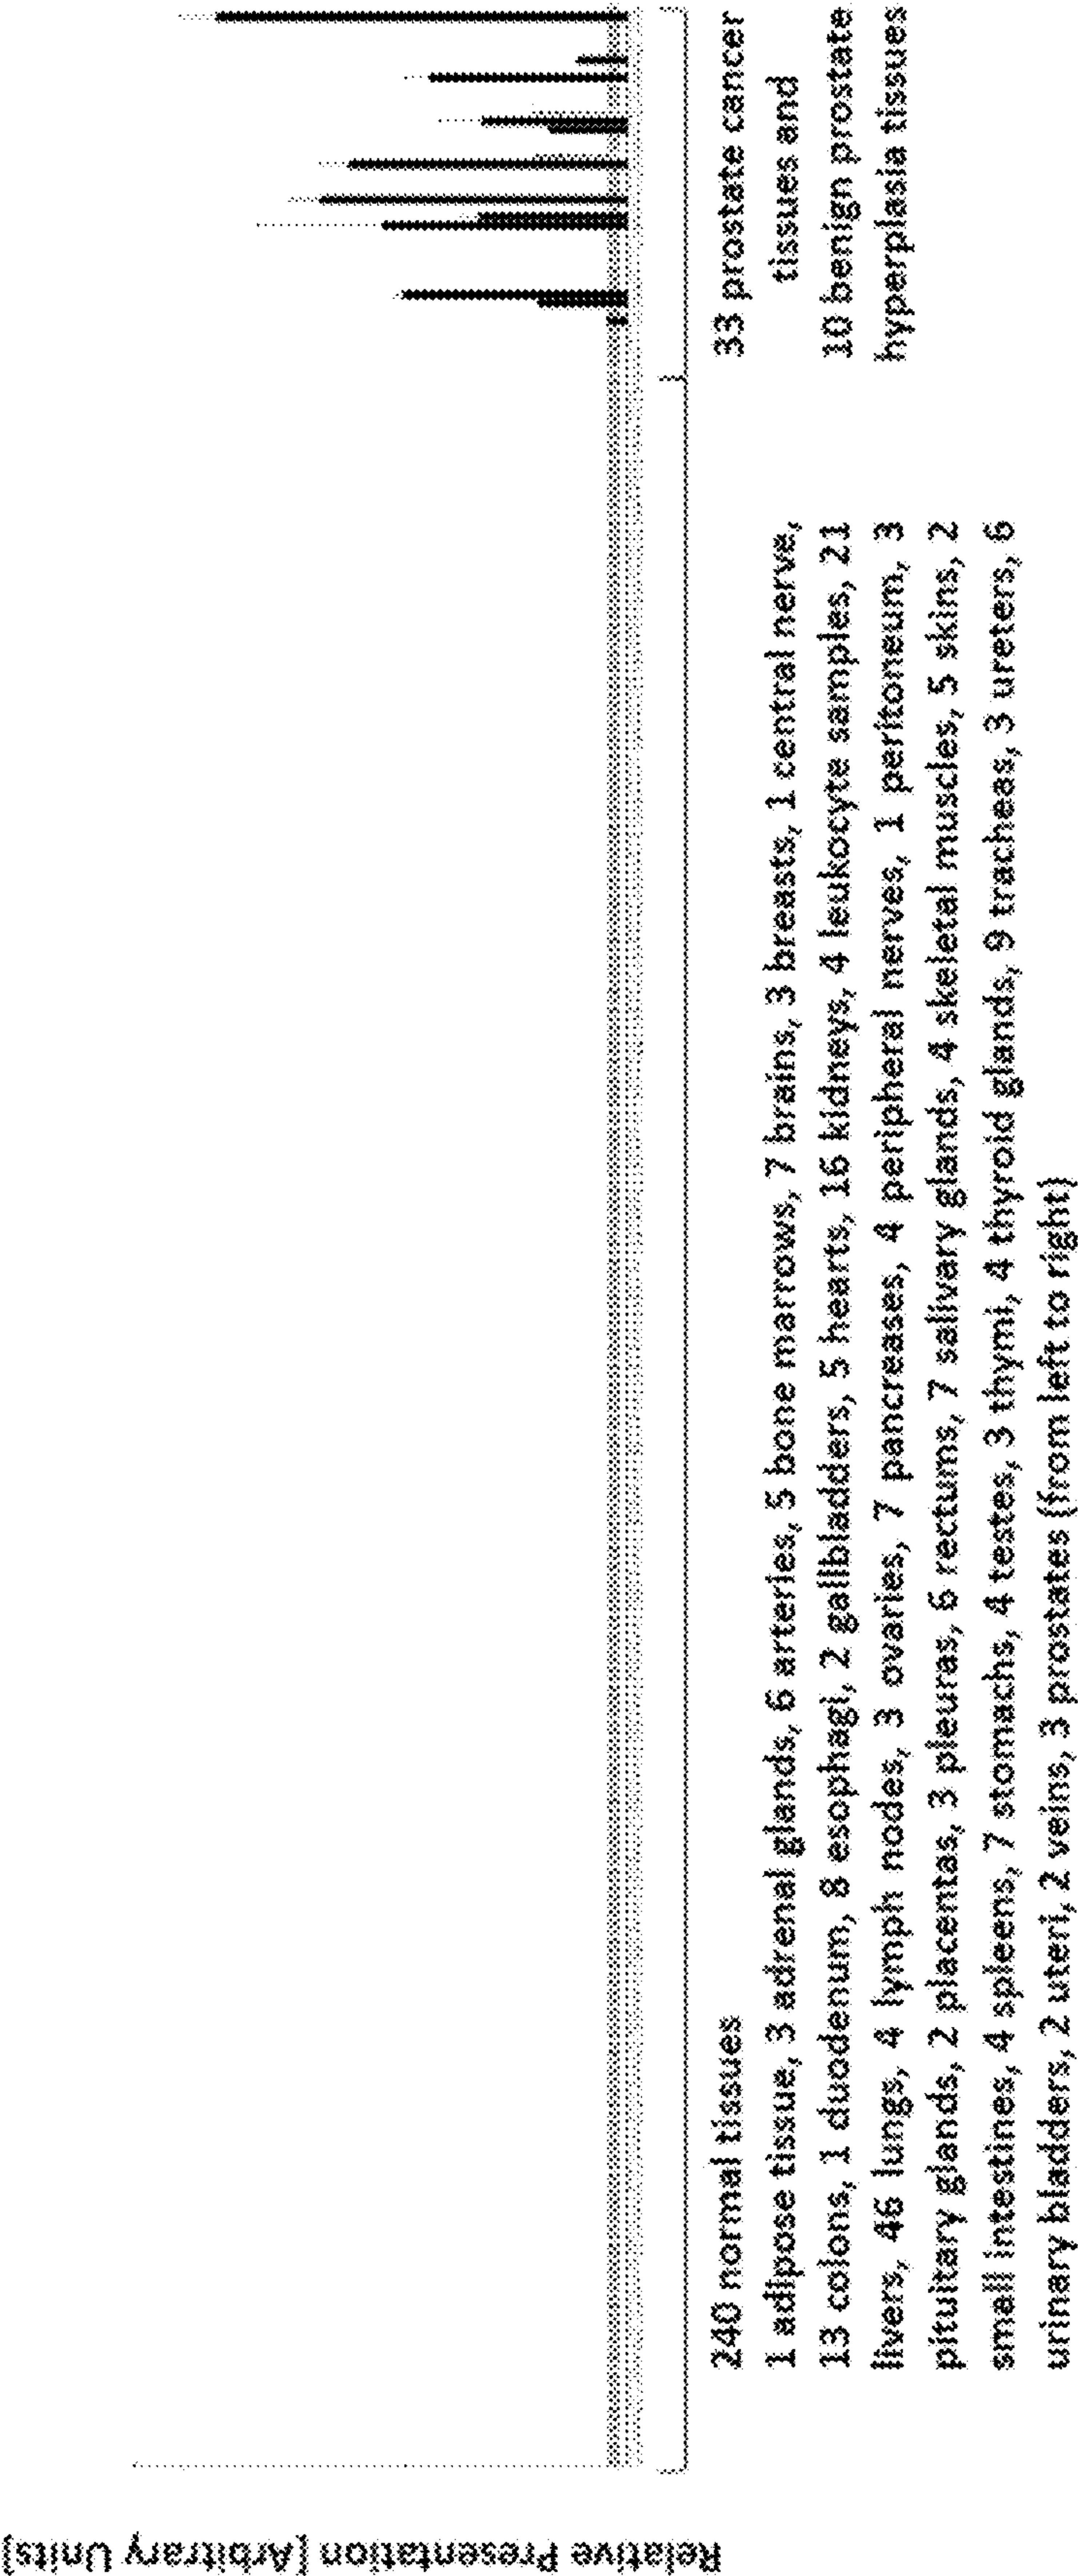 Relative Presentation [Arbitrary Units]
240 normal tissues
1 adipose tissue, 3 adrenal glands, 6 arteries, 5 bone marrows, 7 brains, 3 breasts, 1 central nerve,
13 colons, 1 duodenum, 8 esophagi, 2 gallbladders, 5 hearts, 16 kidneys, 4 leukocyte samples, 21
livers, 46 lungs, 4 lymph nodes, 3 ovaries, 7 pancreases, 4 peripheral nerves, 1 peritoneum, 3
pituitary glands, 2 placentas, 3 pleuras, 6 rectums, 7 salivary glands, 4 skeletal muscles, 5 skins, 2
small intestines, 4 spleens, 7 stomachs, 4 testes, 3 thymi, 4 thyroid glands, 9 tracheas, 3 ureters, 6
urinary bladders, 2 uteri, 2 veins, 3 prostates (from left to right)
33 prostate cancer
tissues and
10 benign prostate
hyperplasia tissues